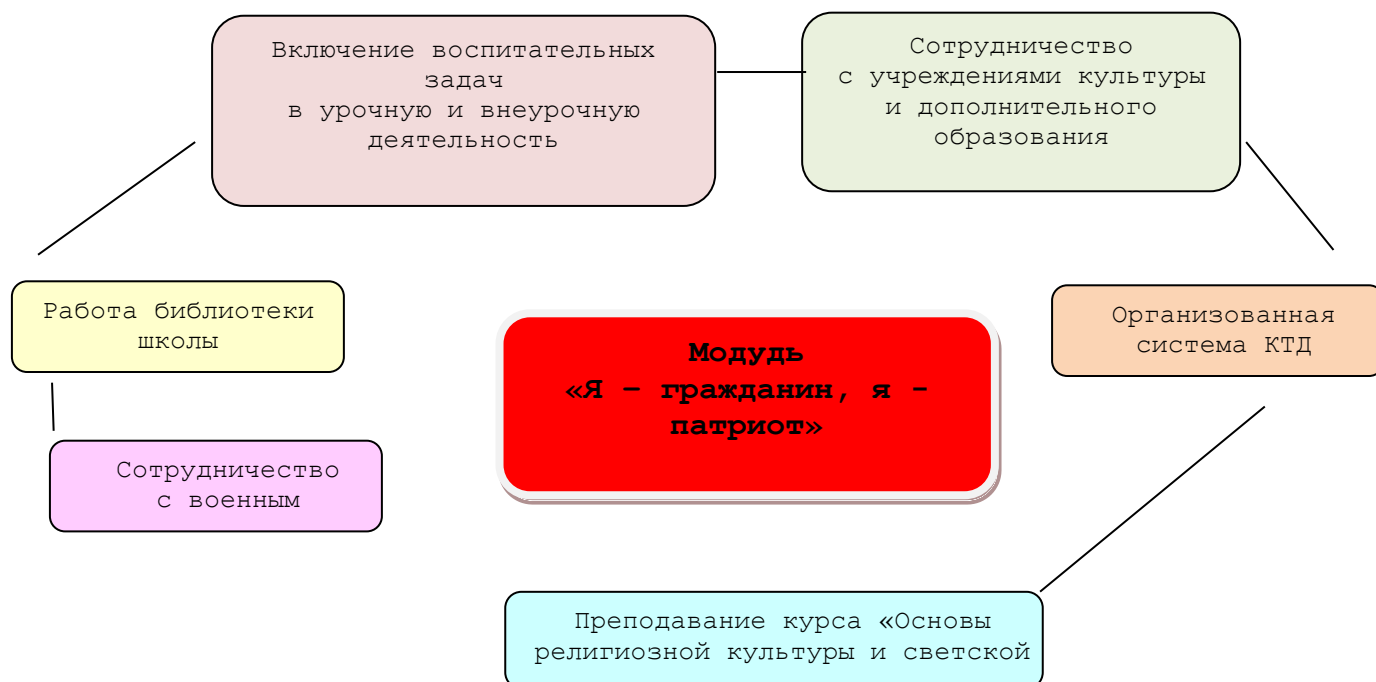 Включение воспитательных
задач
в урочную и внеурочную
деятельность
Сотрудничество
с учреждениями культуры
и дополнительного
образования
Работа библиотеки
школы
Организованная
система КТД
Модудь
«Я – гражданин, я -
патриот»
Сотрудничество
с военным
Преподавание курса «Основы
религиозной культуры и светской